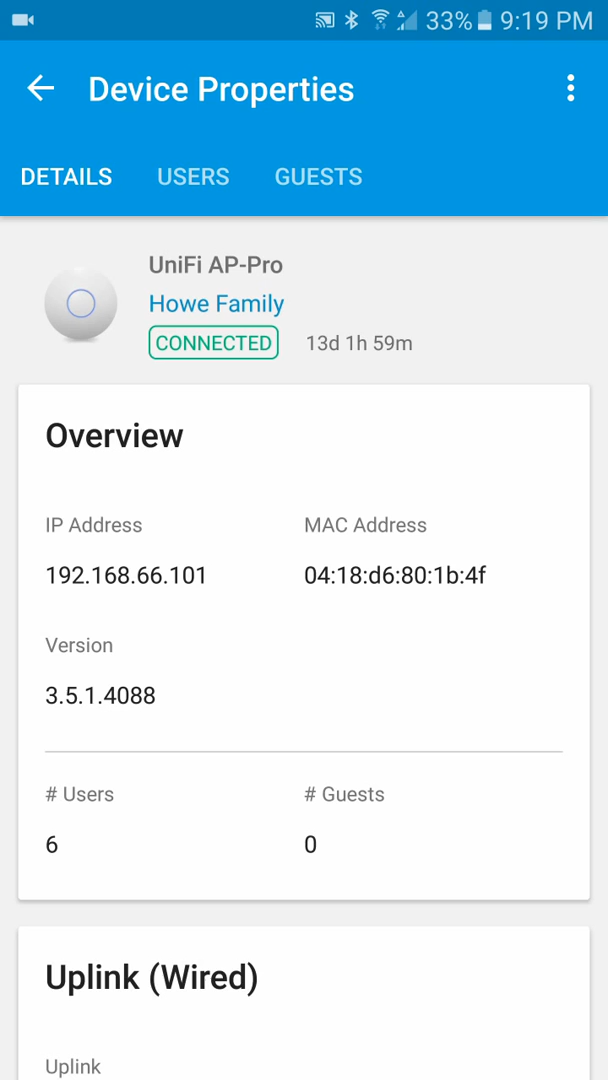 33% 9:19 PM
Device Properties
DETAILS USERS GUESTS
UniFi AP-Pro
Howe Family
CONNECTED 13d 1h 59m
Overview
IP Address MAC Address
192.168.66.101 04:18:d6:80:1b:4f
Version
3.5.1.4088
# Users # Guests
6 0
Uplink (Wired)
Uplink